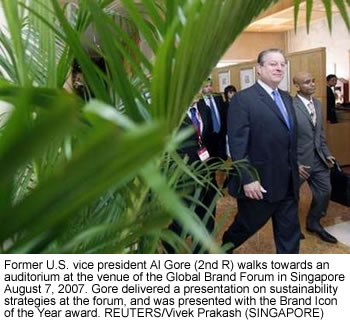 Former U.S. vice president Al Gore (2nd R) walks towards an
auditorium at the venue of the Global Brand Forum in Singapore
August 7, 2007. Gore delivered a presentation on sustainability
strategies at the forum, and was presented with the Brand Icon
of the Year award. REUTERS/Vivek Prakash (SINGAPORE)